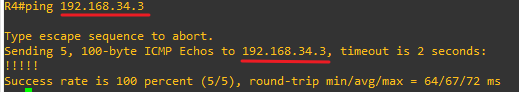 R4#ping 192.168.34.3
Type escape sequence to abort.
Sending 5, 100-byte ICMP Echos to 192.168.34.3, timeout is 2 seconds:
!!!!!
Success rate is 100 percent (5/5), round-trip min/avg/max = 64/67/72 ms